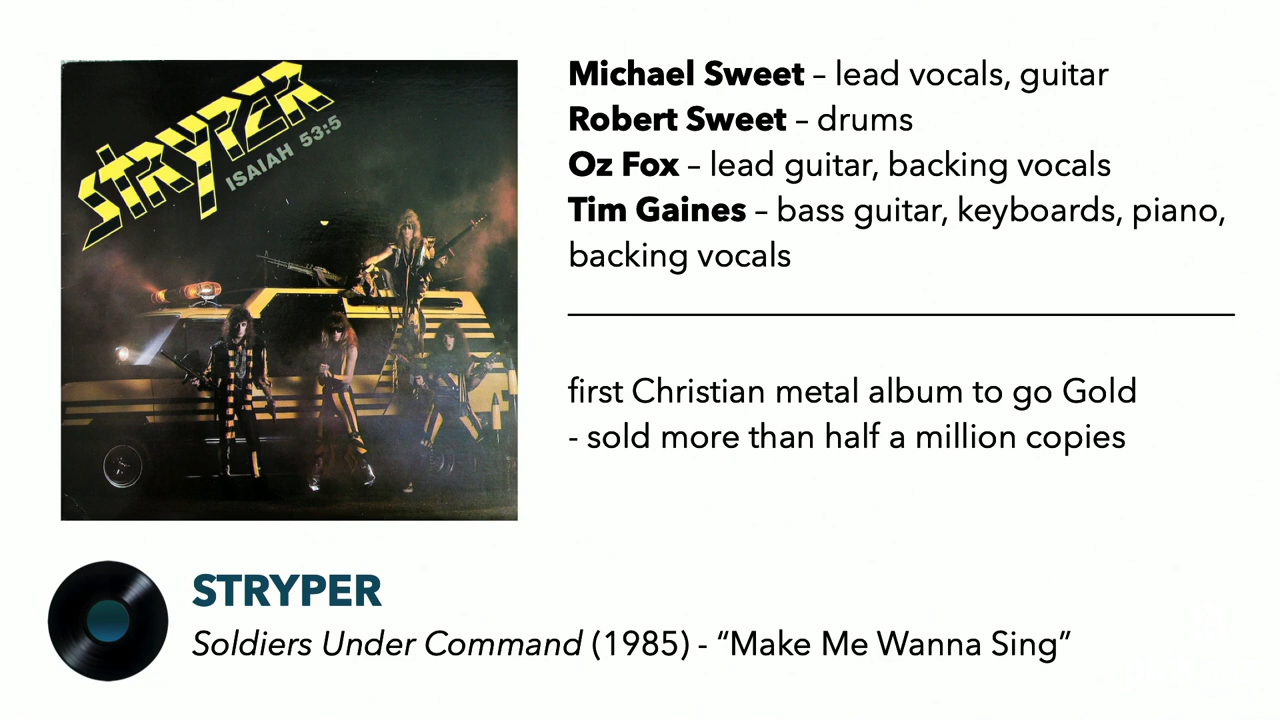 STRYPER
ISAIAH 53:5
Michael Sweet – lead vocals, guitar
Robert Sweet – drums
Oz Fox – lead guitar, backing vocals
Tim Gaines – bass guitar, keyboards, piano,
backing vocals
first Christian metal album to go Gold
- sold more than half a million copies
STRYPER
Soldiers Under Command (1985) - “Make Me Wanna Sing”